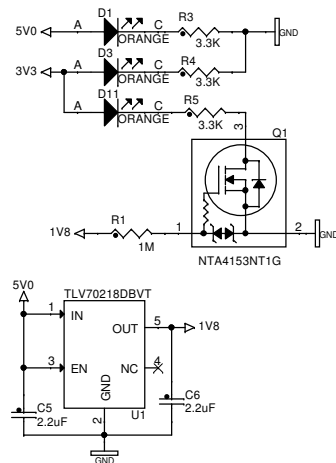 D1
5V0 A C R3
ORANGE 3.3K GND
D3
3V3 A C R4
ORANGE 3.3K
D11
A C R5
ORANGE 3.3K
3
Q1
1V8 R1 1 2 GND
1M
NTA4153NT1G
5V0
TLV70218DBVT
1 IN
OUT 5 1V8
3 EN NC 4
GND
C5 2 U1 C6
2.2uF 2.2uF
GND